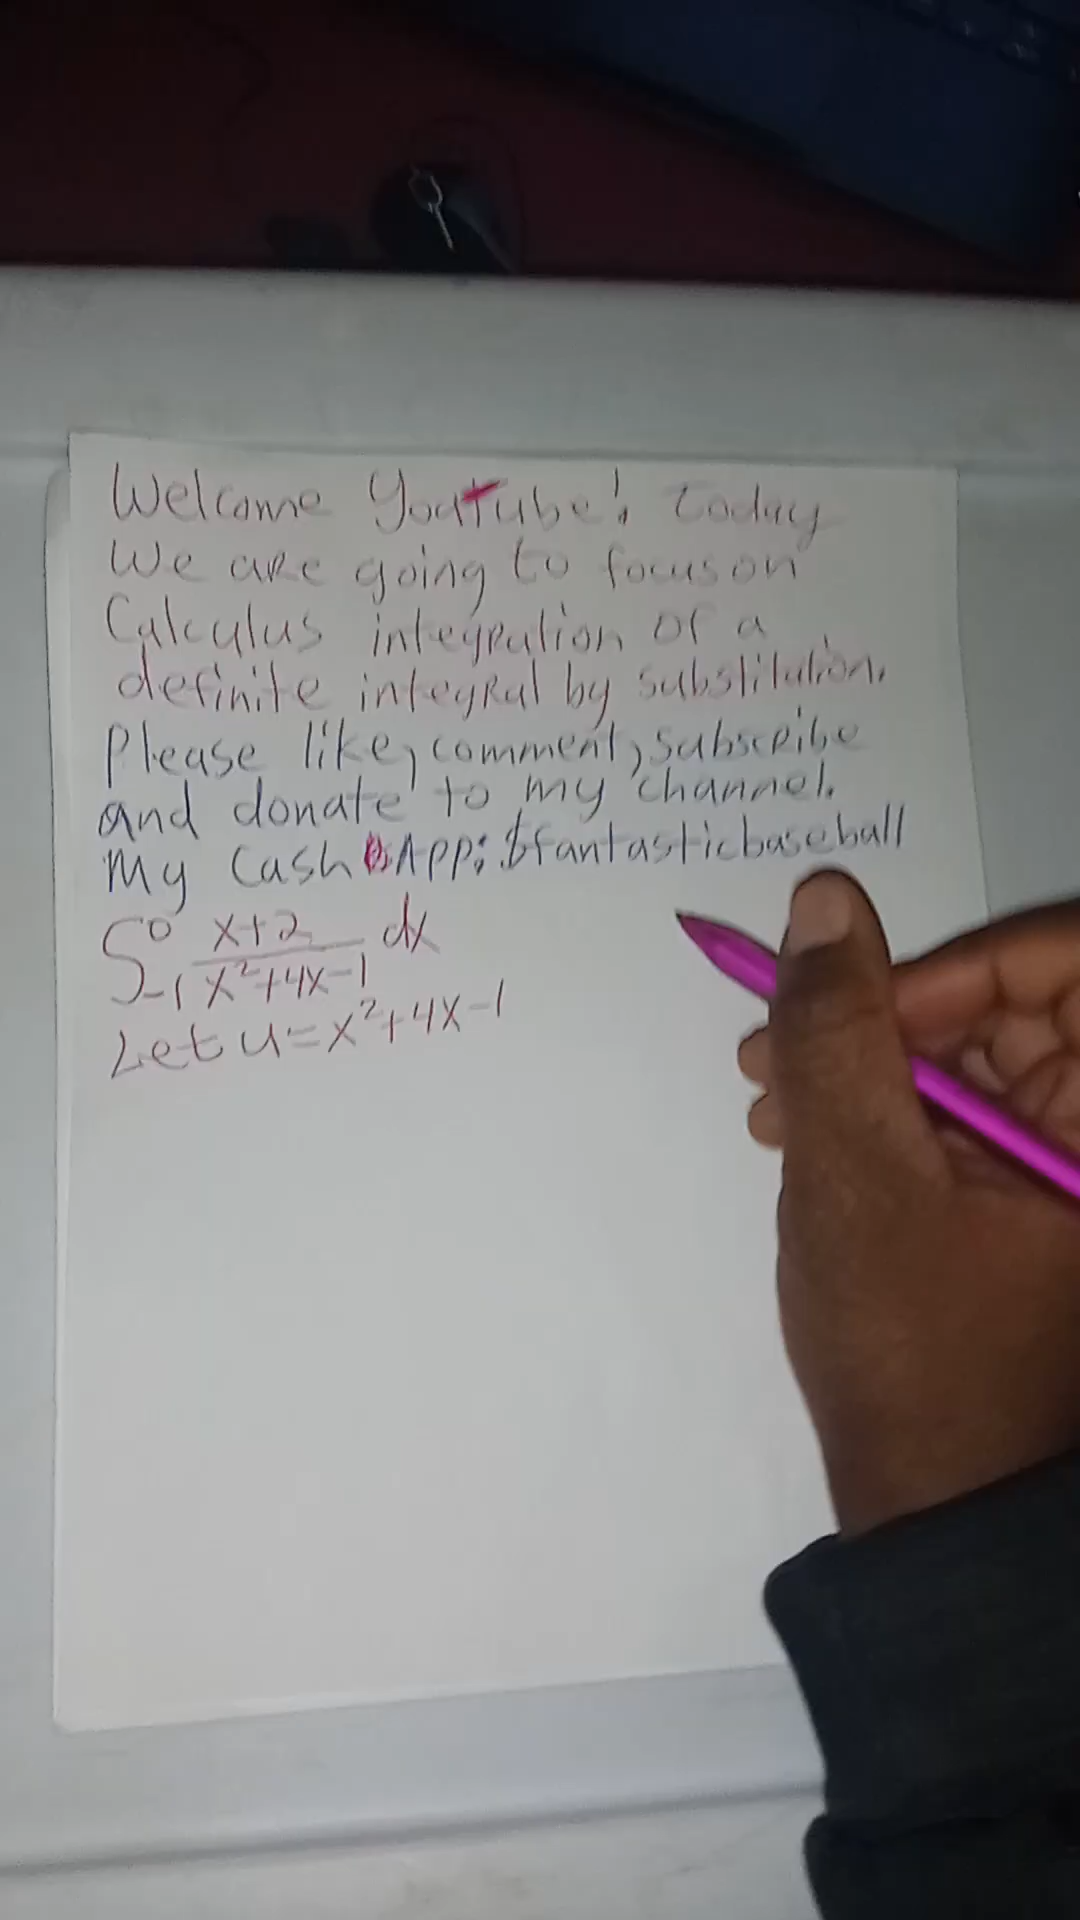 Welcome YouTube! Today
We are going to focus on
Calculus integration of a
definite integral by substitution.
Please like, comment, subscribe
and donate to my channel.
My Cash App: $fantasticbaseball
∫₋₁⁰ (x+2)/(x²+4x-1) dx
Let u=x²+4x-1